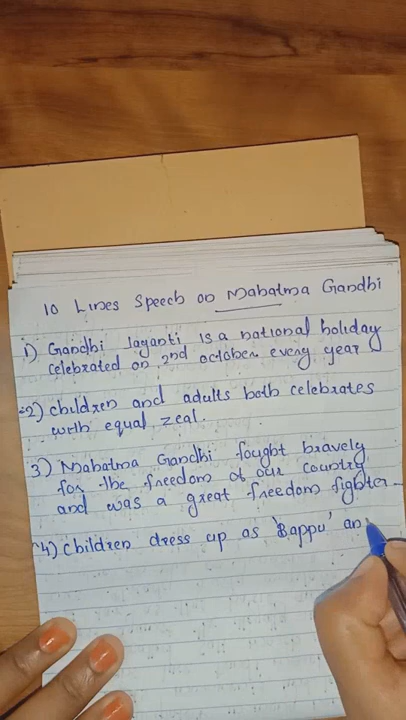 10 Lines Speech on Mahatma Gandhi
1) Gandhi Jayanti is a national holiday
celebrated on 2nd october every year
2) children and adults both celebrates
with equal zeal.
3) Mahatma Gandhi fought bravely
for the freedom of our country
and was a great freedom fighter.
4) children dress up as 'Bappu' an